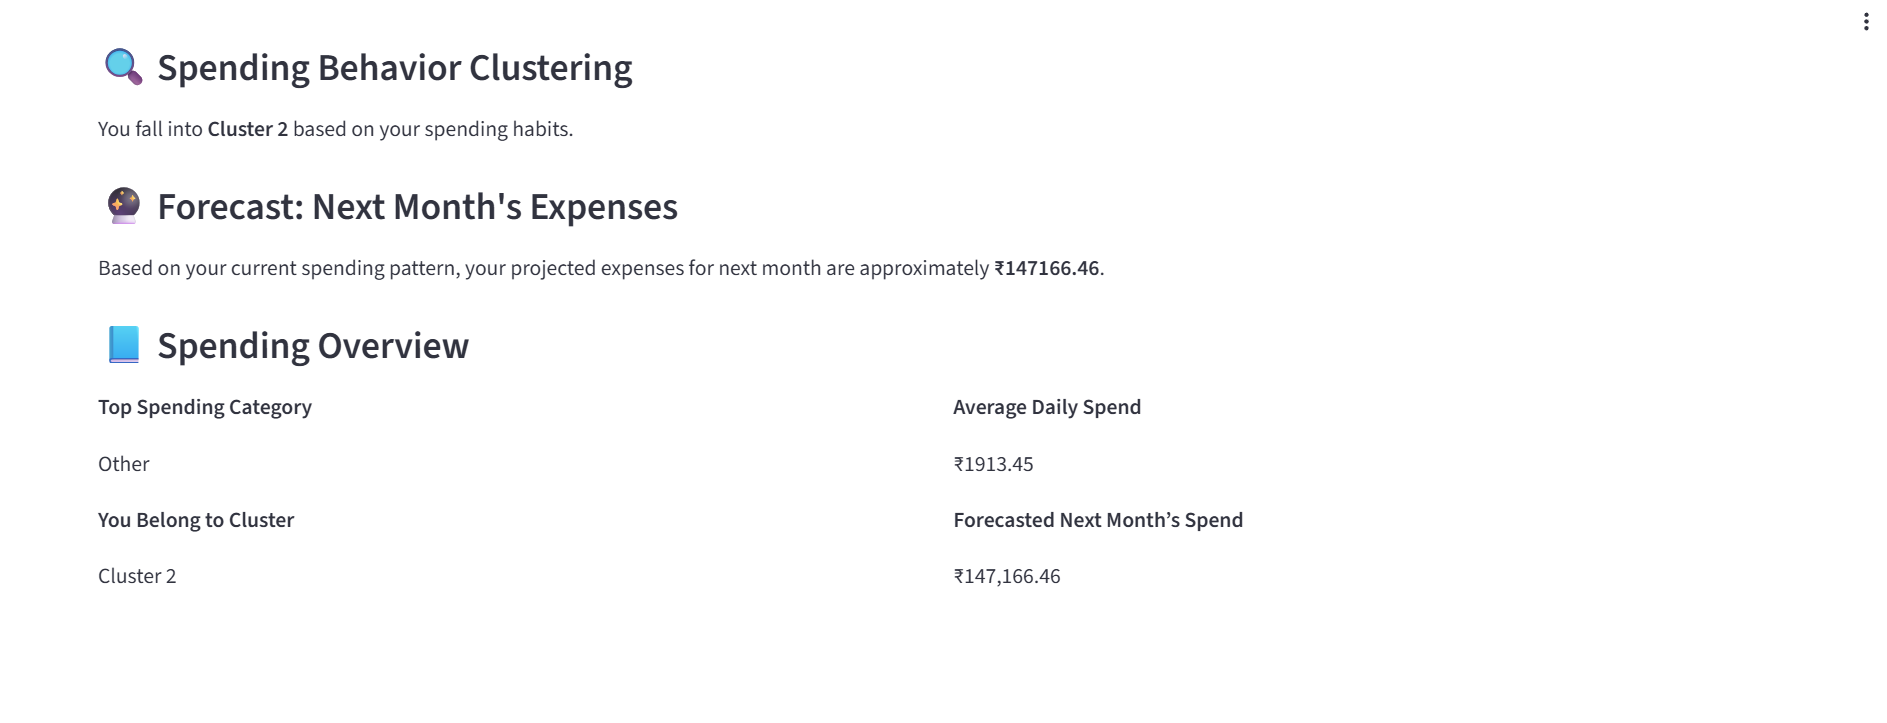 Spending Behavior Clustering
You fall into Cluster 2 based on your spending habits.
Forecast: Next Month's Expenses
Based on your current spending pattern, your projected expenses for next month are approximately ₹147166.46.
Spending Overview
Top Spending Category
Average Daily Spend
Other
₹1913.45
You Belong to Cluster
Forecasted Next Month’s Spend
Cluster 2
₹147,166.46